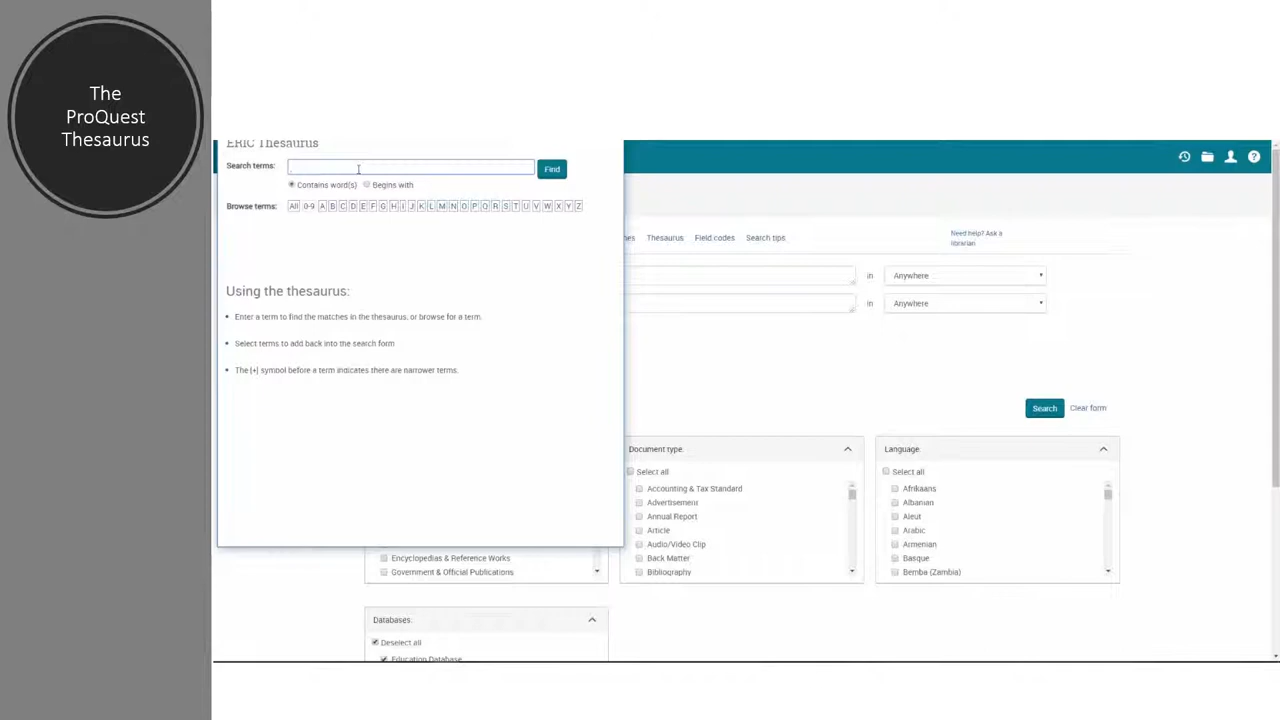 The
ProQuest
Thesaurus
ERIC Thesaurus
Search terms:
Find
Contains word(s) Begins with
Browse terms: All 0-9 A B C D E F G H I J K L M N O P Q R S T U V W X Y Z
Using the thesaurus:
Enter a term to find the matches in the thesaurus, or browse for a term.
Select terms to add back into the search form
The [+] symbol before a term indicates there are narrower terms.
Thesaurus Field codes Search tips
Need help? Ask a
librarian
in Anywhere
in Anywhere
Search Clear form
Document type:
Select all
Accounting & Tax Standard
Advertisement
Annual Report
Article
Audio/Video Clip
Back Matter
Bibliography
Language:
Select all
Afrikaans
Albanian
Aleut
Arabic
Armenian
Basque
Bemba (Zambia)
Encyclopedias & Reference Works
Government & Official Publications
Databases:
Deselect all
Education Database